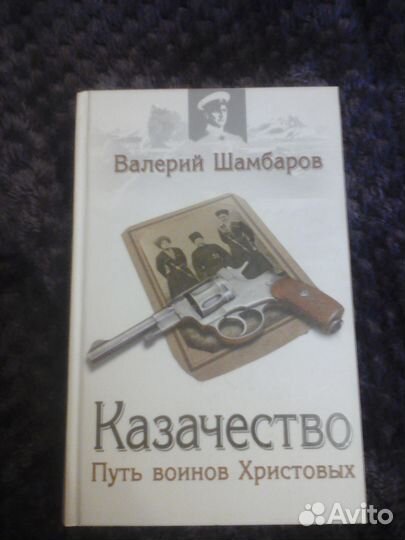 Валерий Шамбаров
Казачество
Путь воинов Христовых
Avito